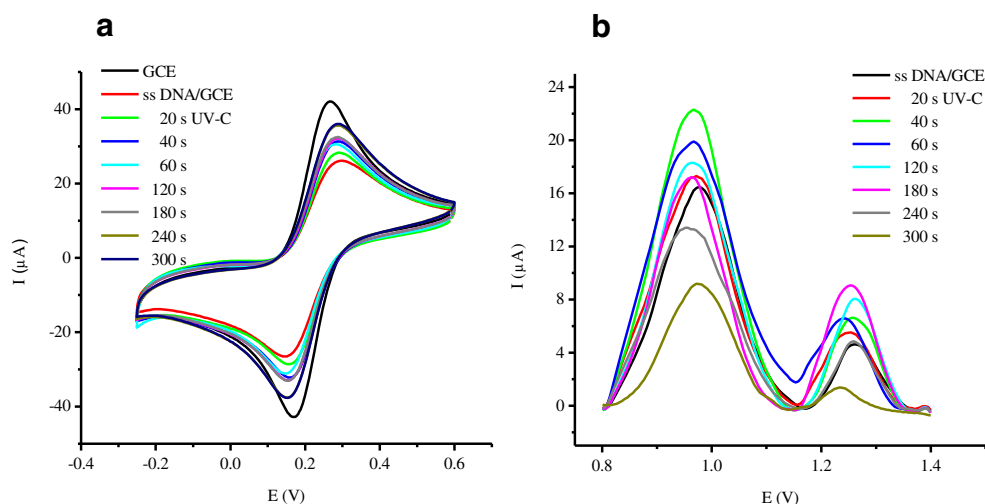 a
GCE
ss DNA/GCE
20 s UV-C
40 s
60 s
120 s
180 s
240 s
300 s
40
20
0
-20
-40
I (µA)
-0.4
-0.2
0.0
0.2
0.4
0.6
E (V)
b
ss DNA/GCE
20 s UV-C
40 s
60 s
120 s
180 s
240 s
300 s
24
20
16
12
8
4
0
I (µA)
0.8
1.0
1.2
1.4
E (V)